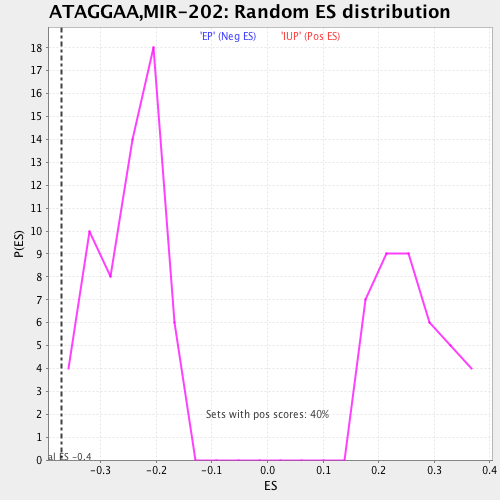 ATAGGAA,MIR-202: Random ES distribution
'EP' (Neg ES) 'IUP' (Pos ES)
18
17
16
15
14
13
12
11
10
9
8
7
6
5
4
3
2
1
0
P(ES)
Sets with pos scores: 40%
al ES -0.4
-0.3 -0.2 -0.1 0.0 0.1 0.2 0.3 0.4
ES